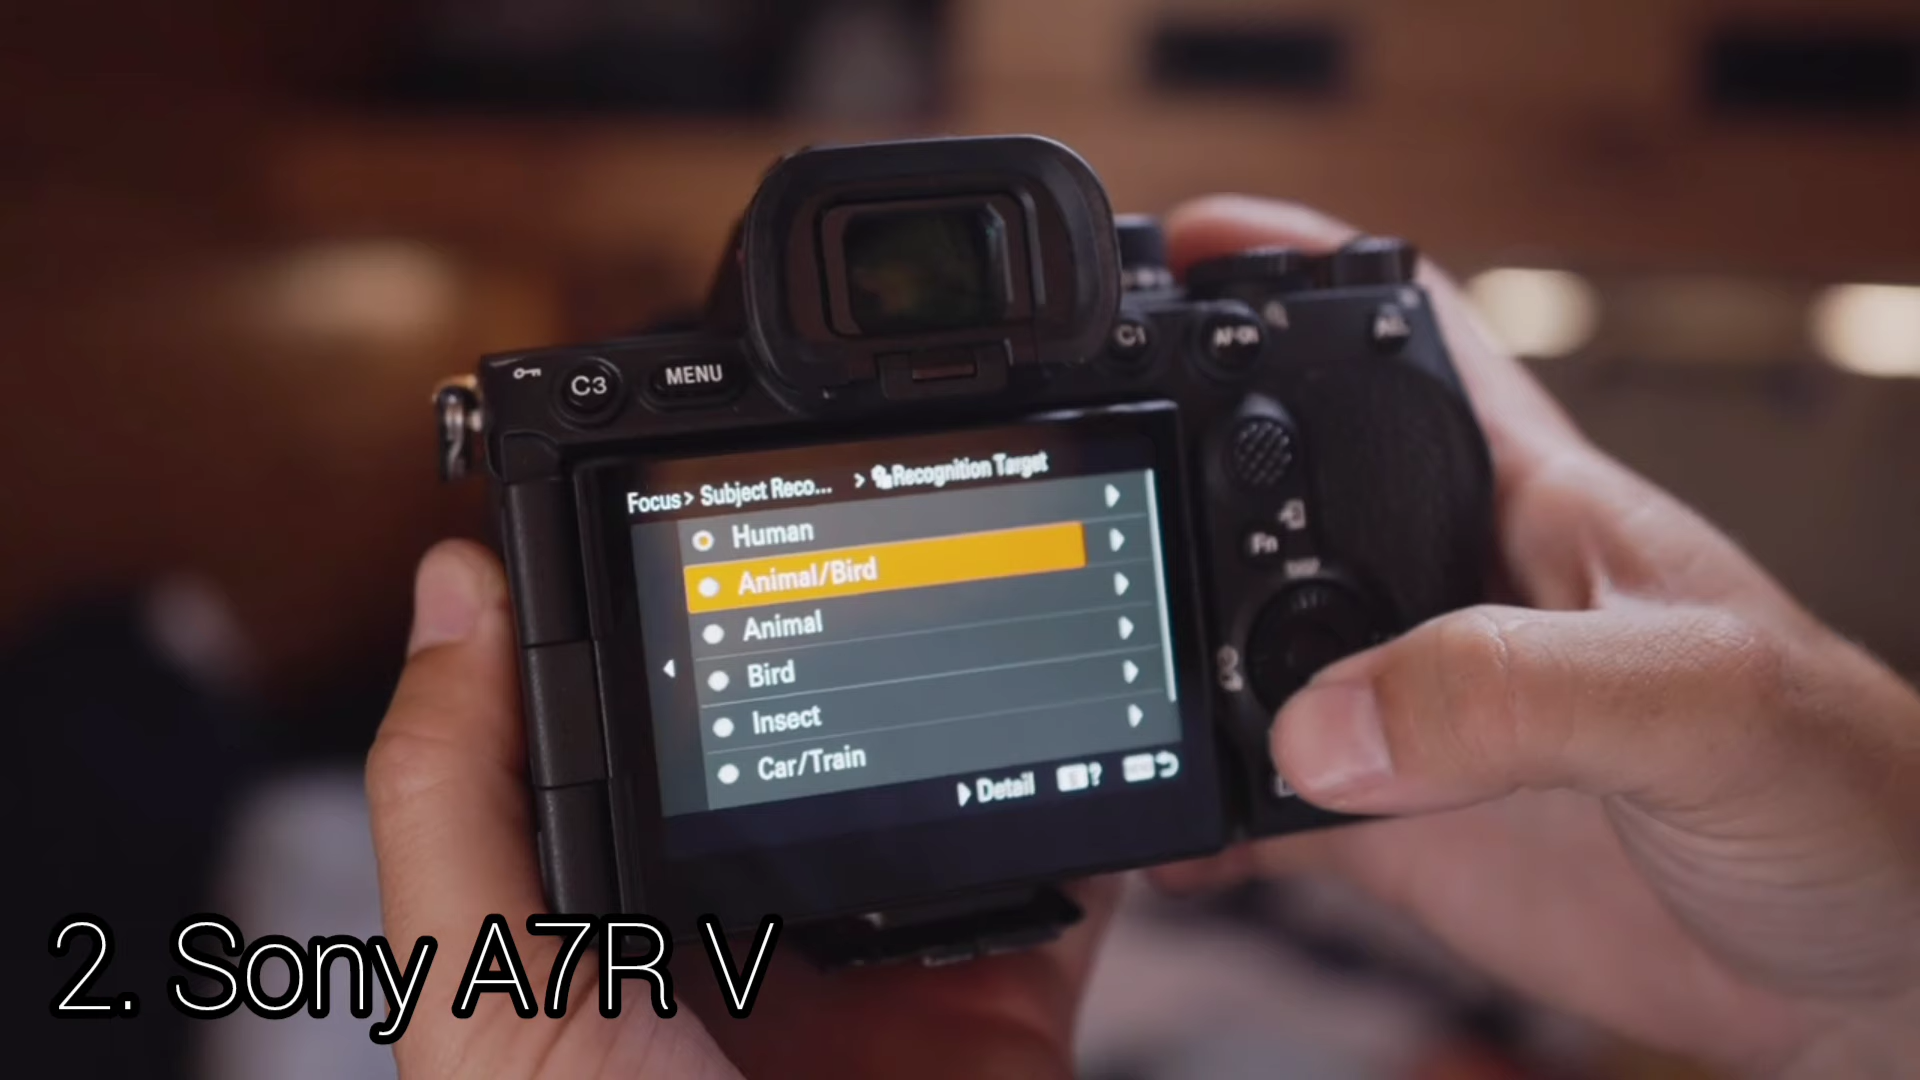 C3
MENU
C1
AF-ON
Focus> Subject Reco... > Recognition Target
Human
Animal/Bird
Animal
Bird
Insect
Car/Train
Detail ?
Fn
DISP
2. Sony A7R V